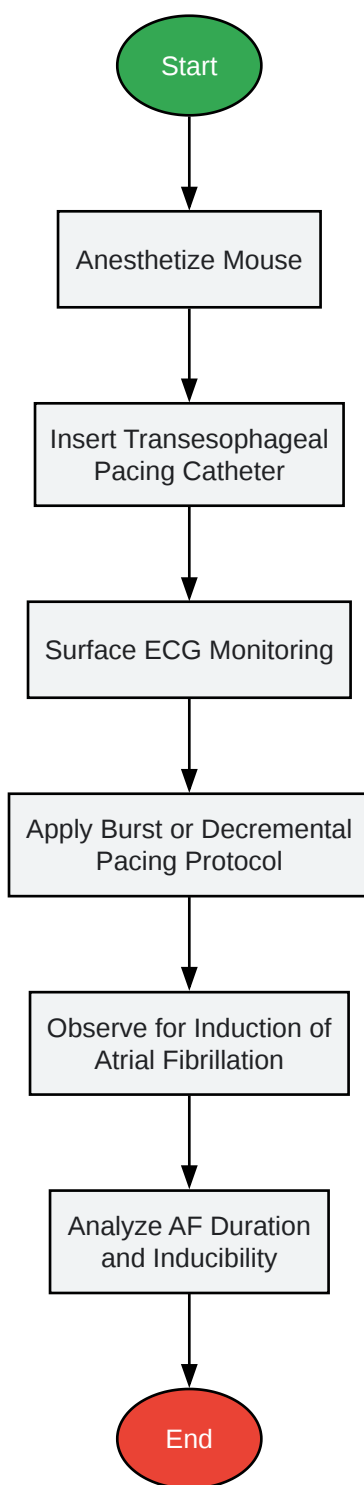 Start
Anesthetize Mouse
Insert Transesophageal
Pacing Catheter
Surface ECG Monitoring
Apply Burst or Decremental
Pacing Protocol
Observe for Induction of
Atrial Fibrillation
Analyze AF Duration
and Inducibility
End